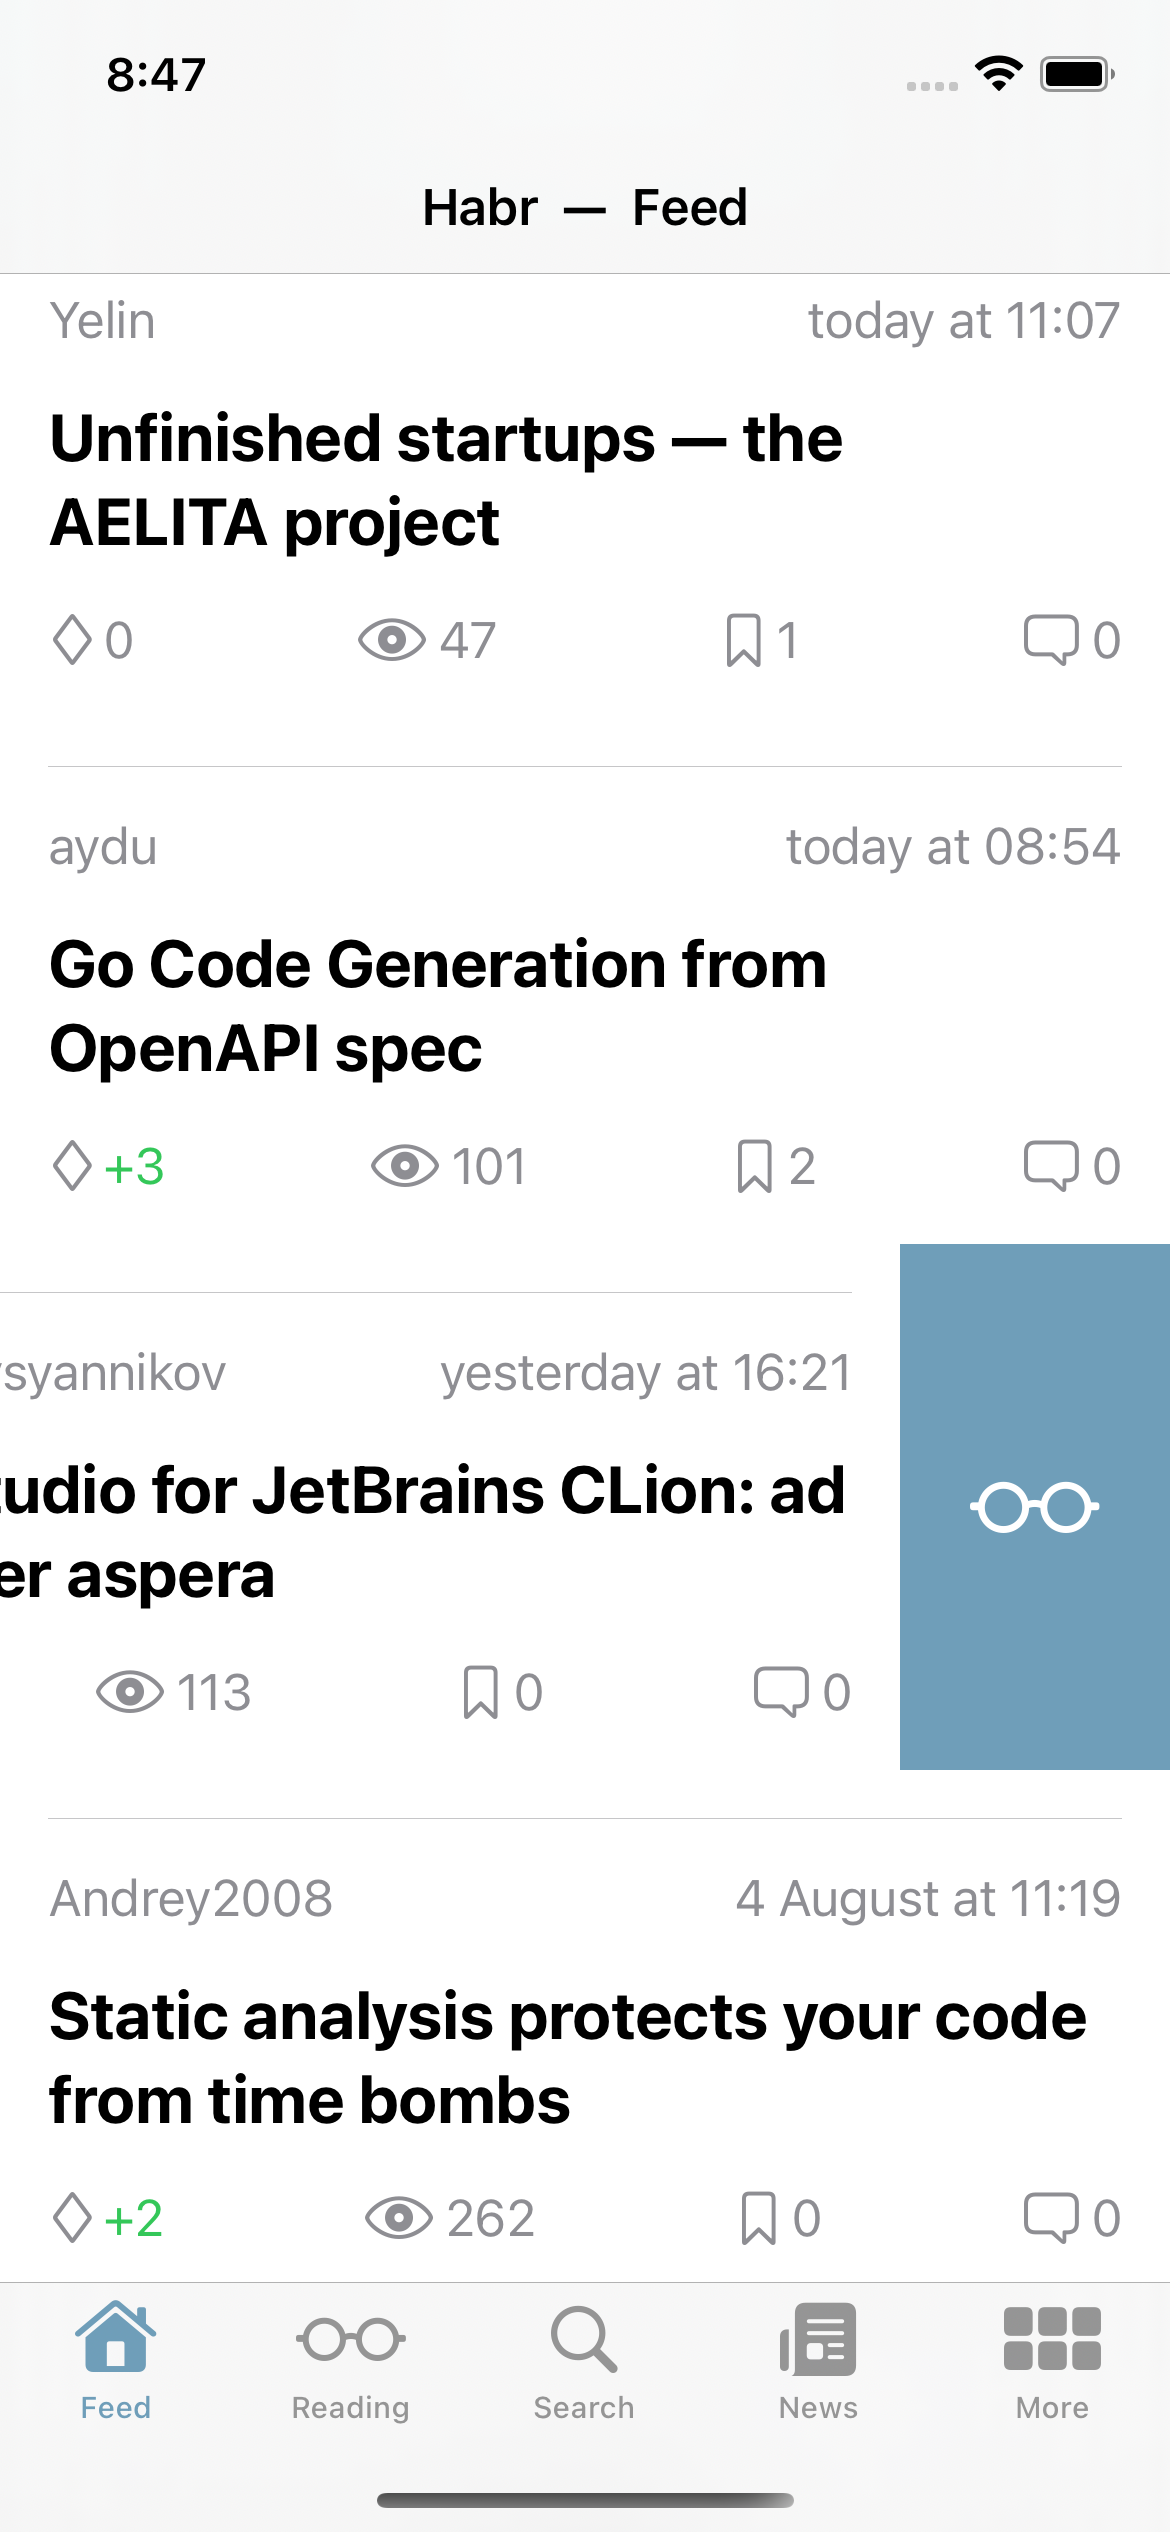 8:47
Habr — Feed
Yelin today at 11:07
Unfinished startups — the
AELITA project
0 47 1 0
aydu today at 08:54
Go Code Generation from
OpenAPI spec
+3 101 2 0
syannikov yesterday at 16:21
tudio for JetBrains CLion: ad
er aspera
113 0 0
Andrey2008 4 August at 11:19
Static analysis protects your code
from time bombs
+2 262 0 0
Feed Reading Search News More